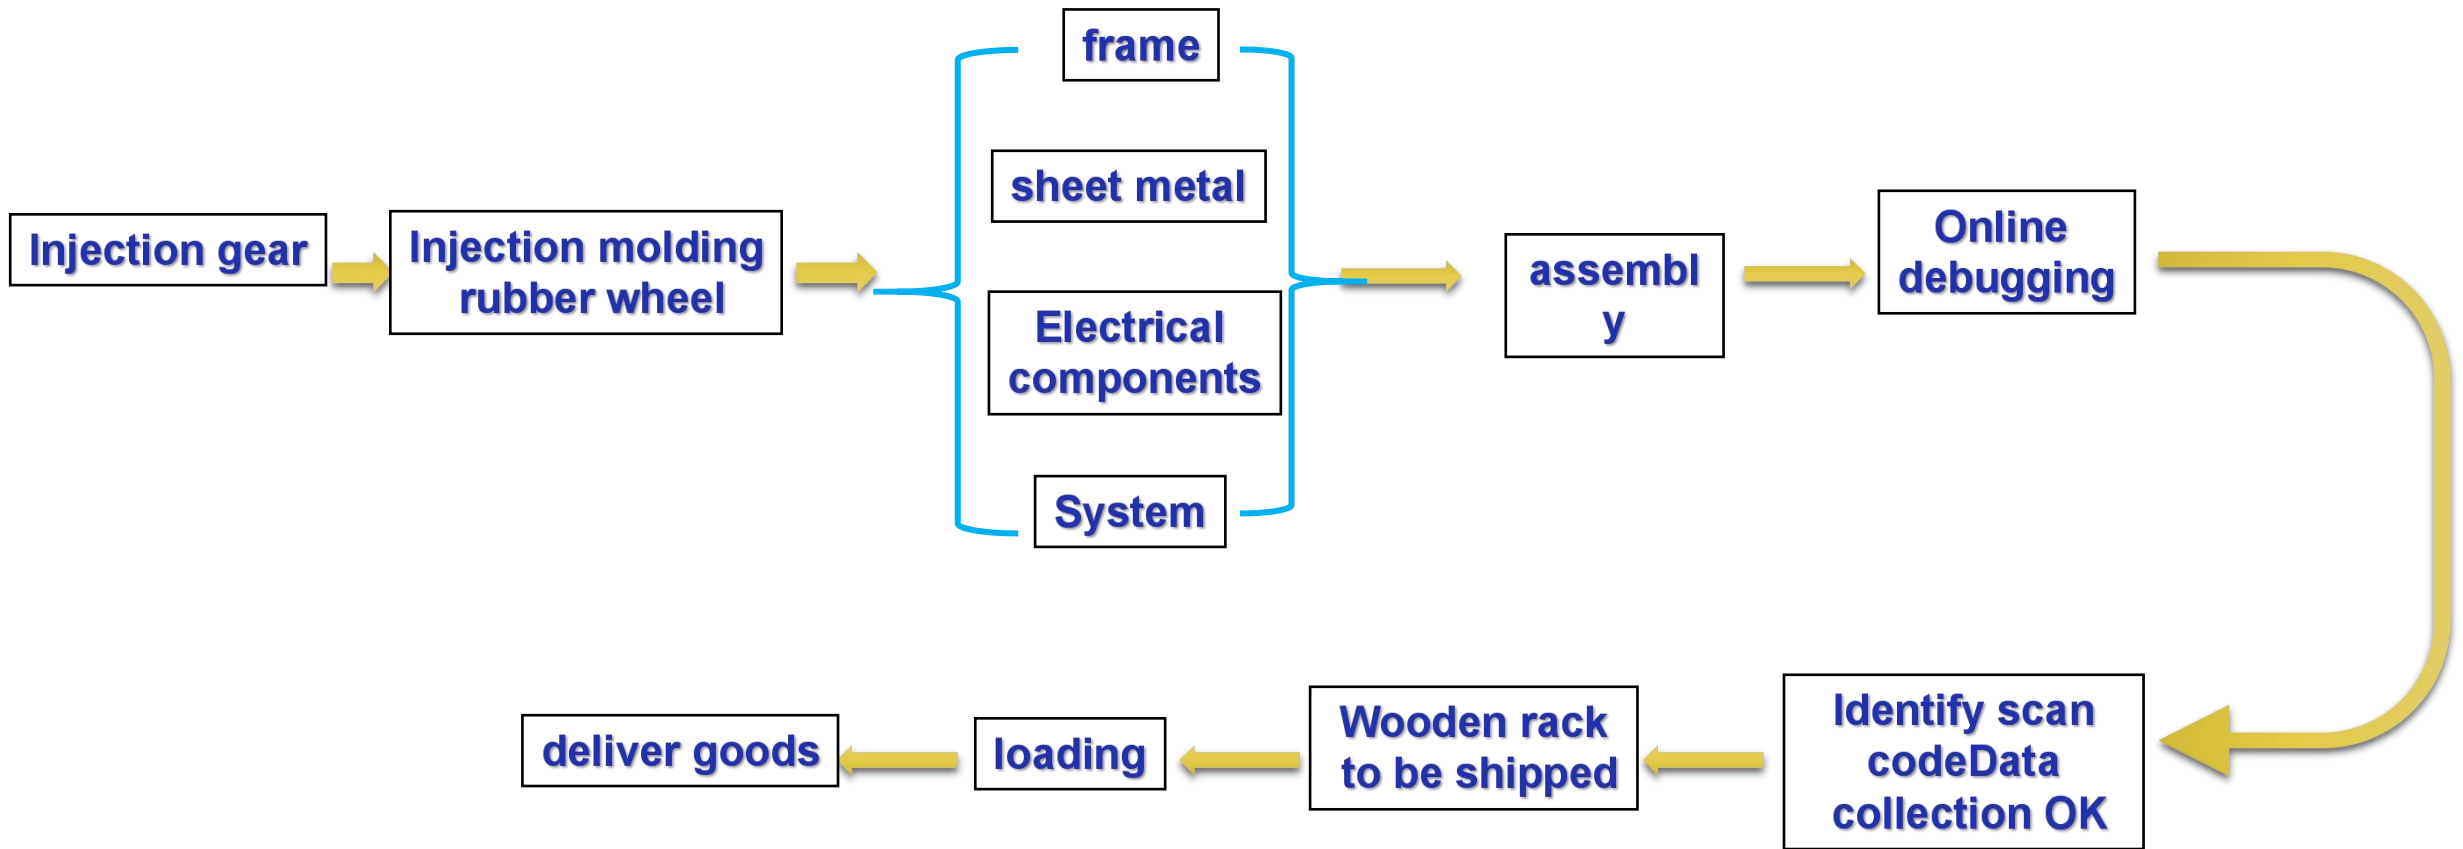 Injection gear
Injection molding
rubber wheel
frame
sheet metal
Electrical
components
System
assembl
y
Online
debugging
Identify scan
codeData
collection OK
Wooden rack
to be shipped
loading
deliver goods